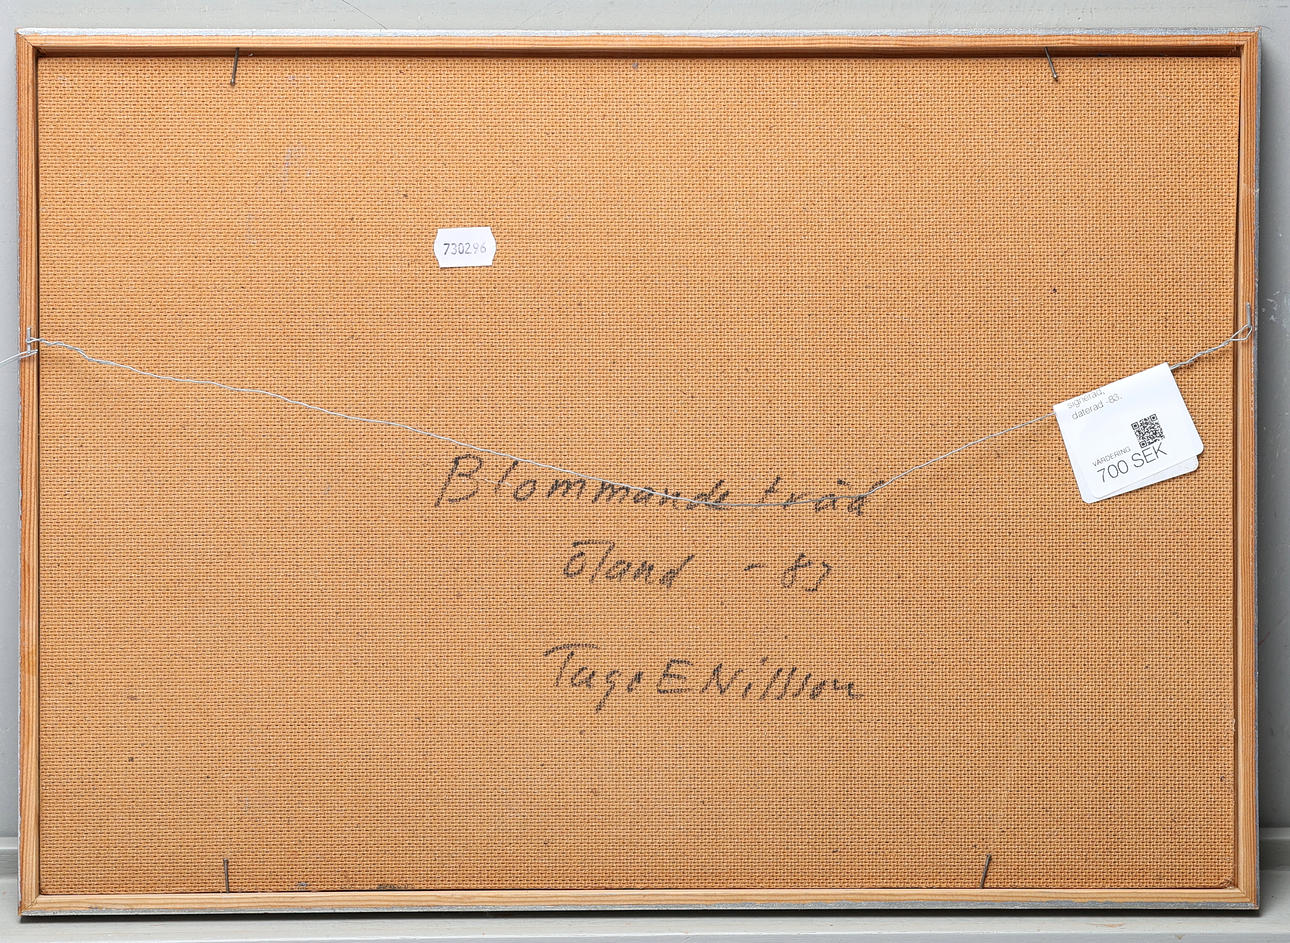 730296
signerad,
daterad -83.
VÄRDERING
700 SEK
Blommande träd
öland -83
Tage E Nilsson